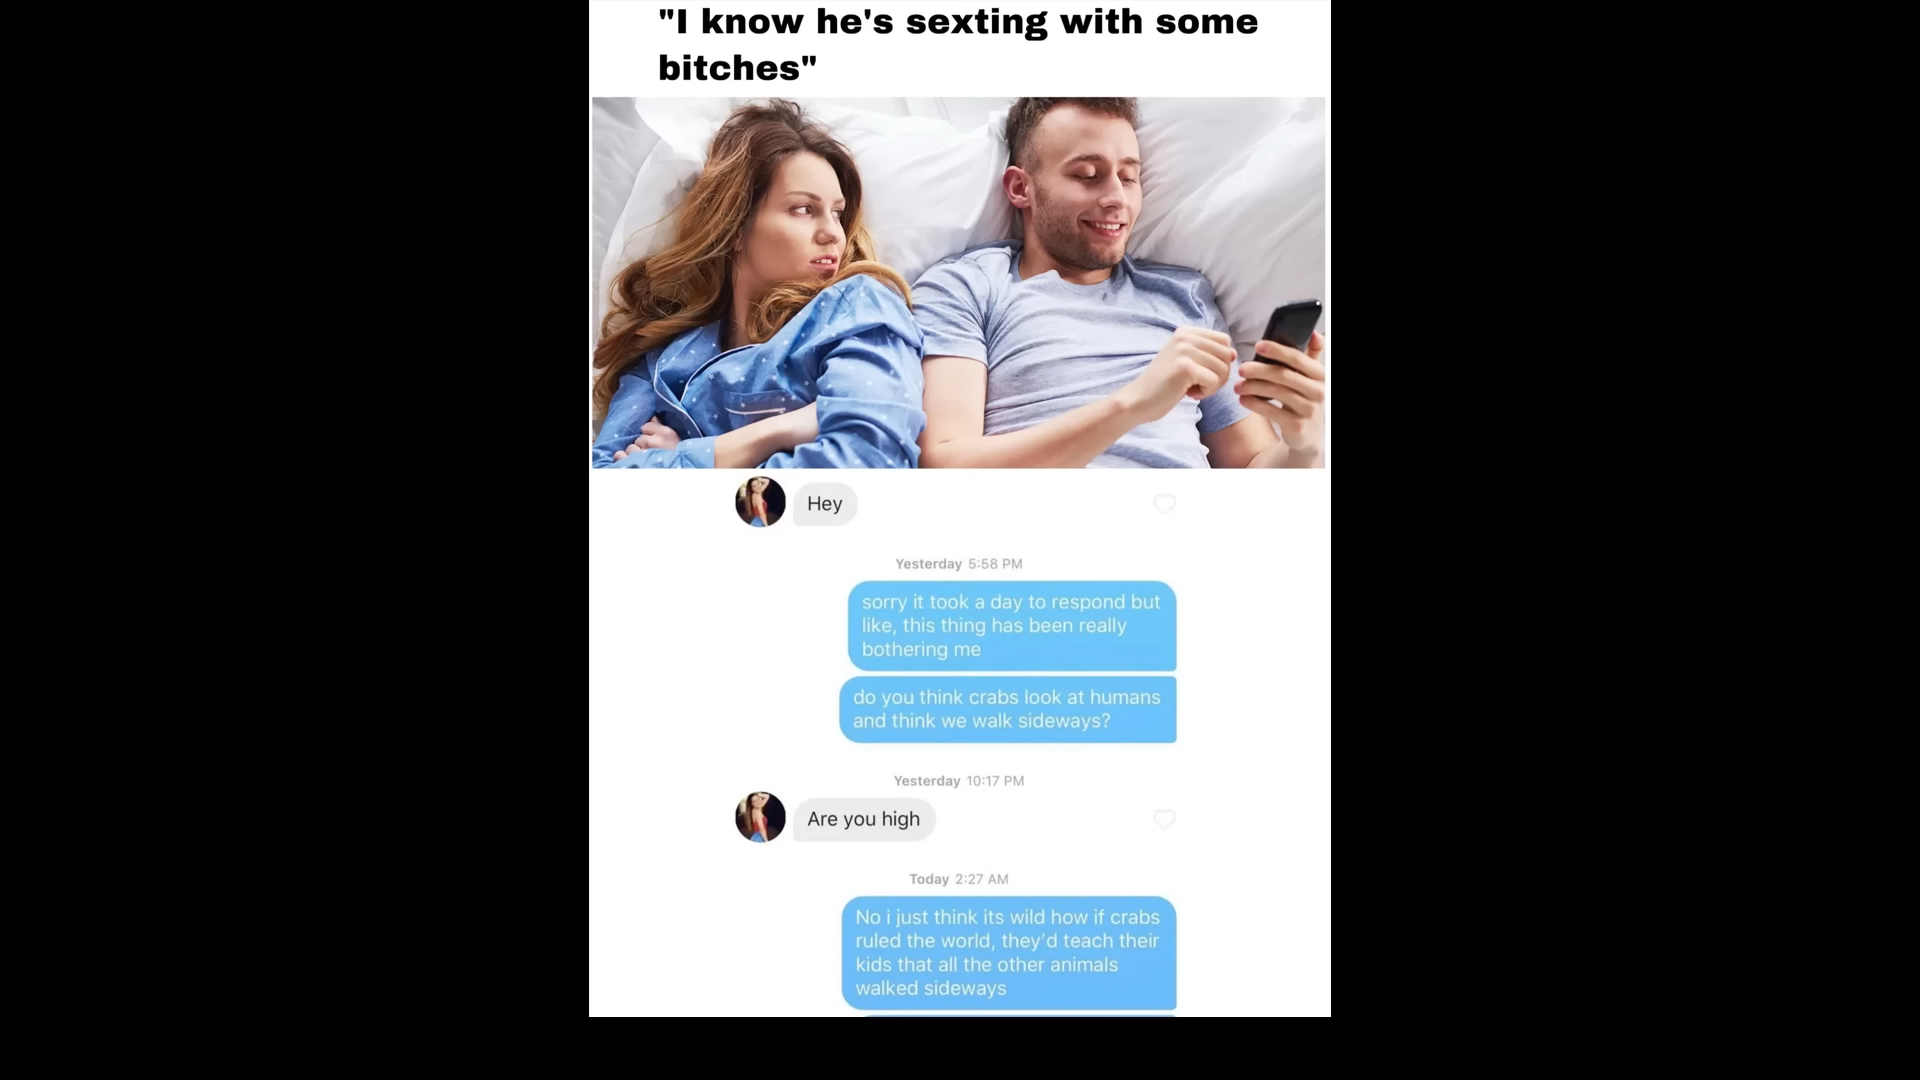 "I know he's sexting with some
bitches"
Hey
Yesterday 5:58 PM
sorry it took a day to respond but
like, this thing has been really
bothering me
do you think crabs look at humans
and think we walk sideways?
Yesterday 10:17 PM
Are you high
Today 2:27 AM
No i just think its wild how if crabs
ruled the world, they’d teach their
kids that all the other animals
walked sideways